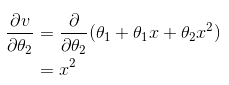 ∂v/∂θ₂ = ∂/∂θ₂ (θ₁ + θ₁x + θ₂x²)
= x²